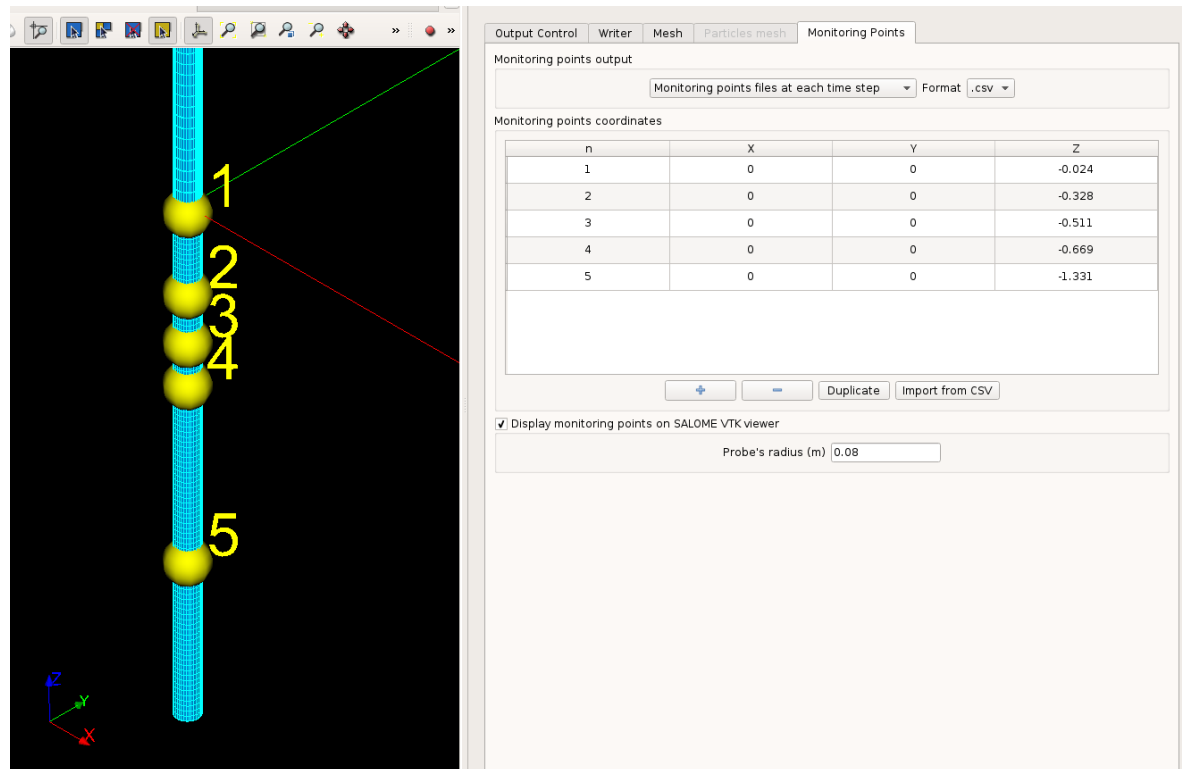 » »
1
2
3
4
5
Z
Y
X
Output Control Writer Mesh Particles mesh Monitoring Points
Monitoring points output
Monitoring points files at each time step Format .csv
Monitoring points coordinates
n X Y Z
1 0 0 -0.024
2 0 0 -0.328
3 0 0 -0.511
4 0 0 -0.669
5 0 0 -1.331
Duplicate Import from CSV
Display monitoring points on SALOME VTK viewer
Probe's radius (m) 0.08